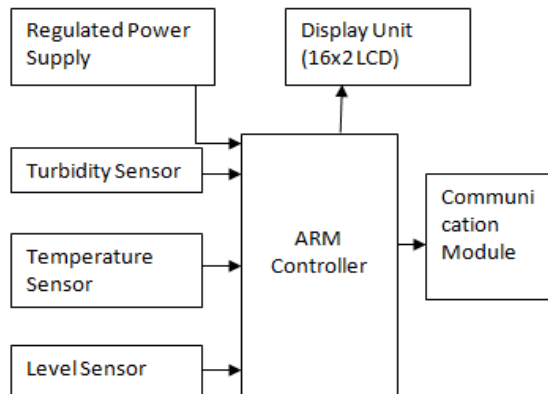 Regulated Power
Supply
Display Unit
(16x2 LCD)
Turbidity Sensor
Temperature
Sensor
Level Sensor
ARM
Controller
Communi
cation
Module